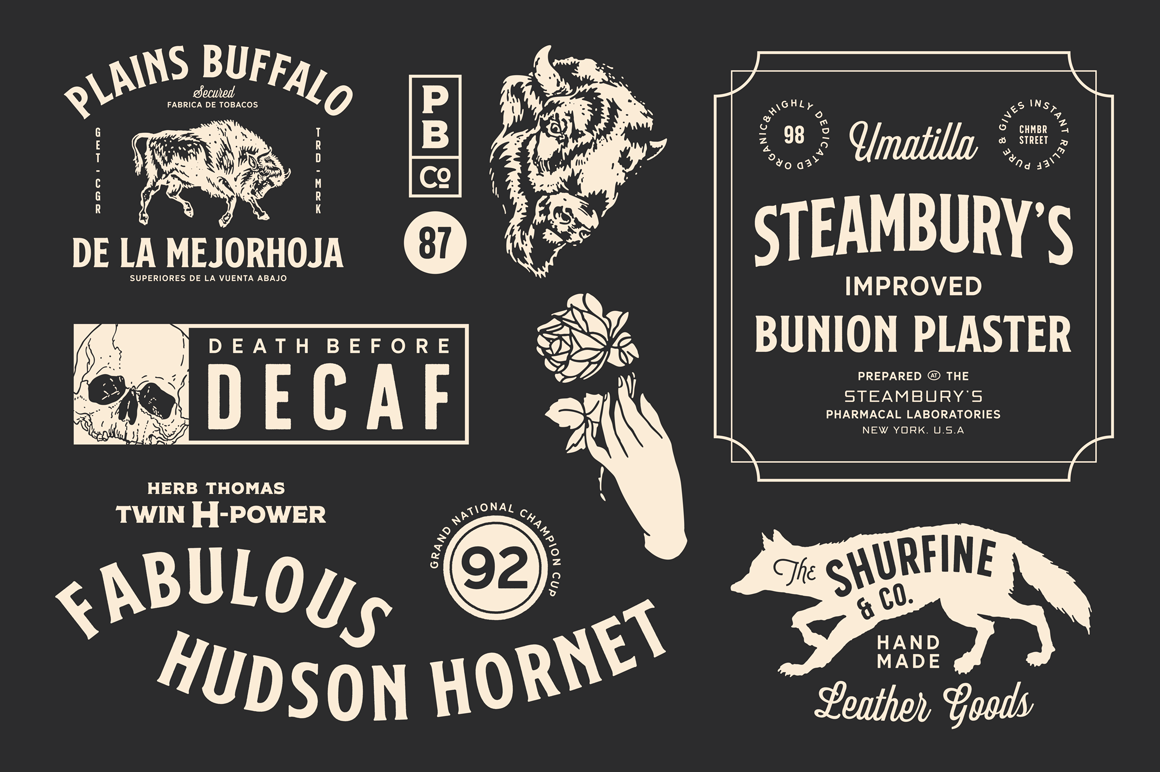 PLAINS BUFFALO
Secured
FABRICA DE TOBACOS
GET-CGR
TRD-MRK
DE LA MEJORHOJA
SUPERIORES DE LA VUENTA ABAJO
P
B
Co
87
ORGANIC&HIGHLY DEDICATED
98
Umatilla
PURE & GIVES INSTANT RELIEF
CHMBR
STREET
STEAMBURY'S
IMPROVED
BUNION PLASTER
PREPARED AT THE
STEAMBURY'S
PHARMACAL LABORATORIES
NEW YORK. U.S.A
DEATH BEFORE
DECAF
HERB THOMAS
TWIN H-POWER
FABULOUS
HUDSON HORNET
GRAND NATIONAL CHAMPION CUP
92
The SHURFINE
& CO.
HAND
MADE
Leather Goods